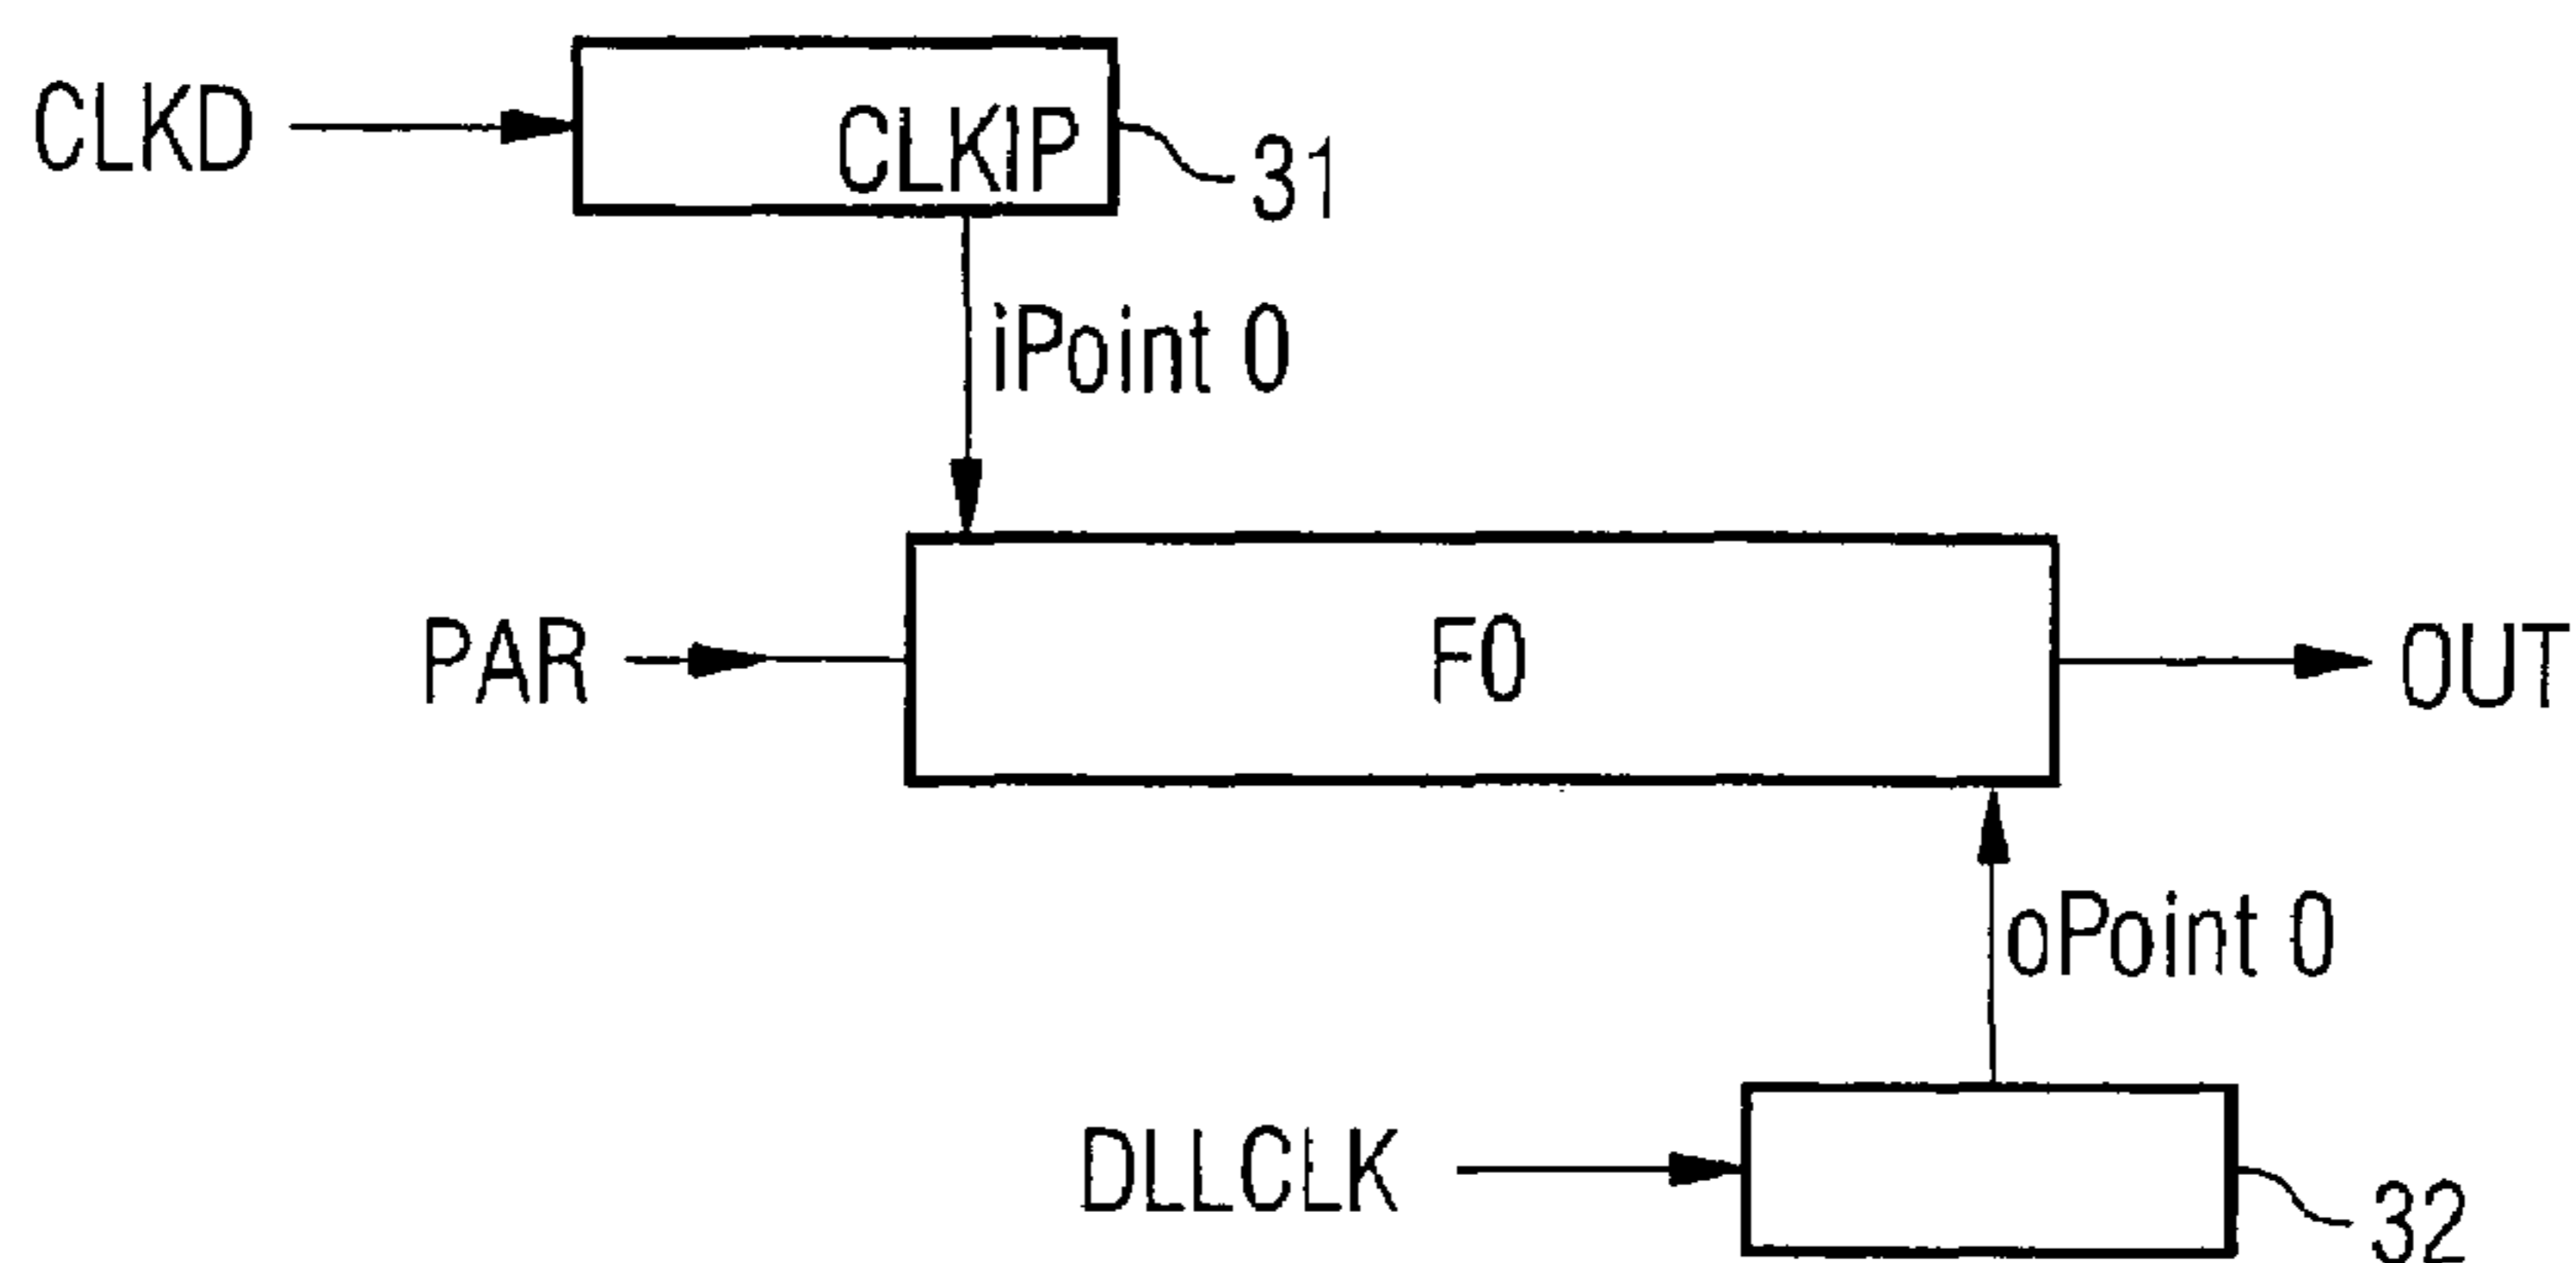 CLKD
CLKIP
31
iPoint 0
PAR
F0
OUT
oPoint 0
DLLCLK
32